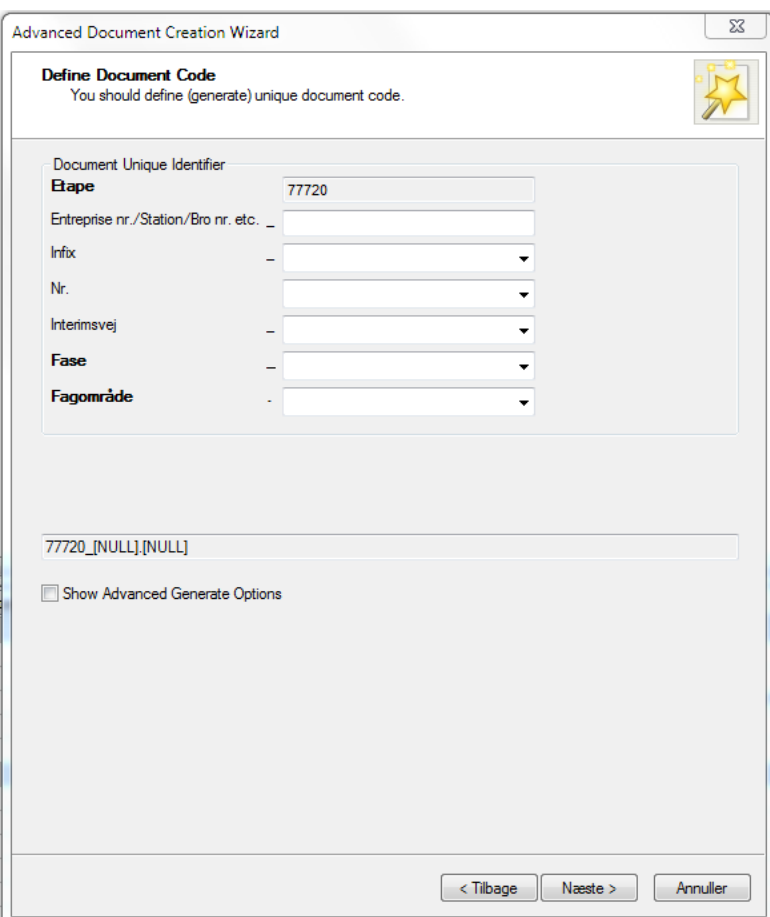 Advanced Document Creation Wizard
Define Document Code
You should define (generate) unique document code.
Document Unique Identifier
Etape 77720
Entreprise nr./Station/Bro nr. etc. _
Infix _
Nr.
Interimsvej _
Fase _
Fagområde -
77720_[NULL].[NULL]
Show Advanced Generate Options
< Tilbage Næste > Annuller